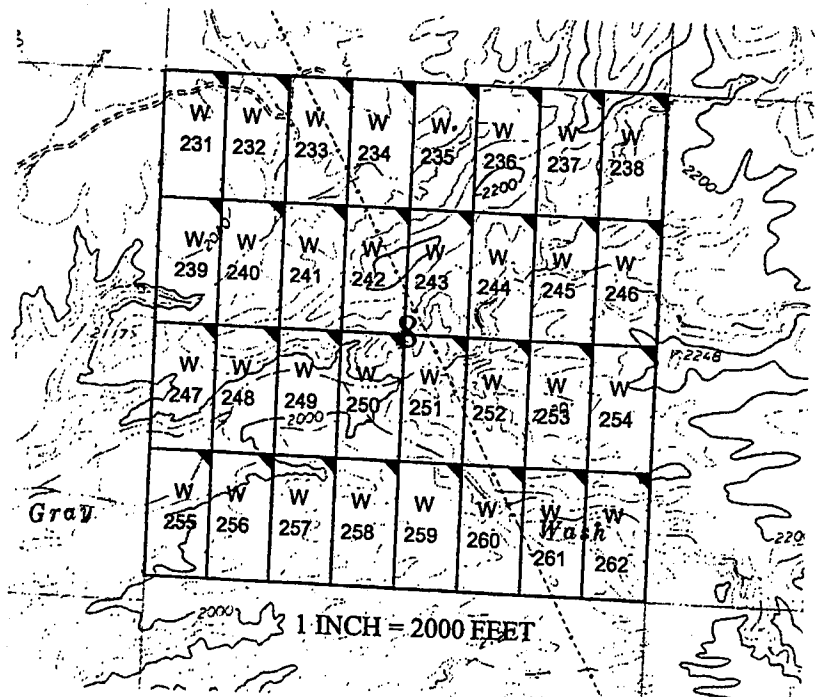 W W W W W. W W W
231 232 233 234 235 236 237 238
2200
2200
W W W W W W W W
239 240 241 242 243 244 245 246
8
2248
W W W W W W W W
247 248 249 250 251 252 253 254
2000
W W W W W W W W
255 256 257 258 259 260 261 262
Gray Wash
2000
1 INCH = 2000 FEET